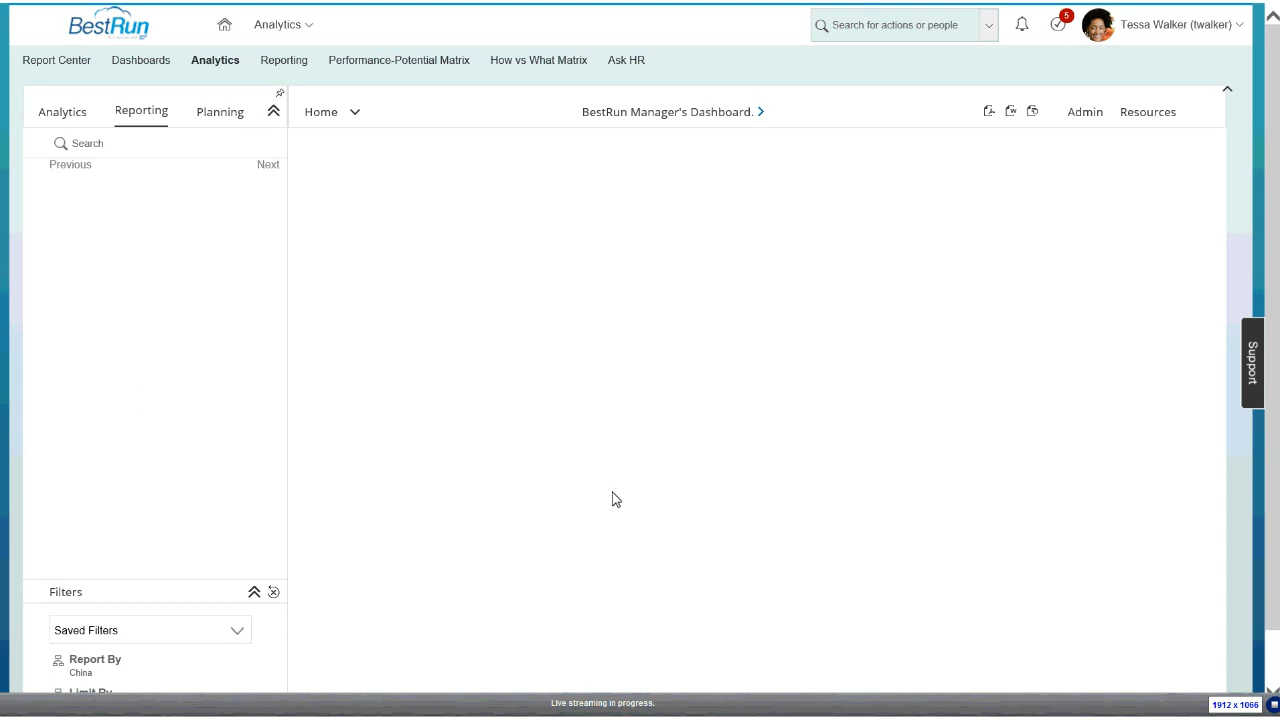 BestRun
Analytics
Search for actions or people
5
Tessa Walker (twalker)
Report Center
Dashboards
Analytics
Reporting
Performance-Potential Matrix
How vs What Matrix
Ask HR
Analytics
Reporting
Planning
Home
BestRun Manager's Dashboard.
Admin
Resources
Search
Previous
Next
Support
Filters
Saved Filters
Report By
China
Limit By
Live streaming in progress.
1912 x 1066